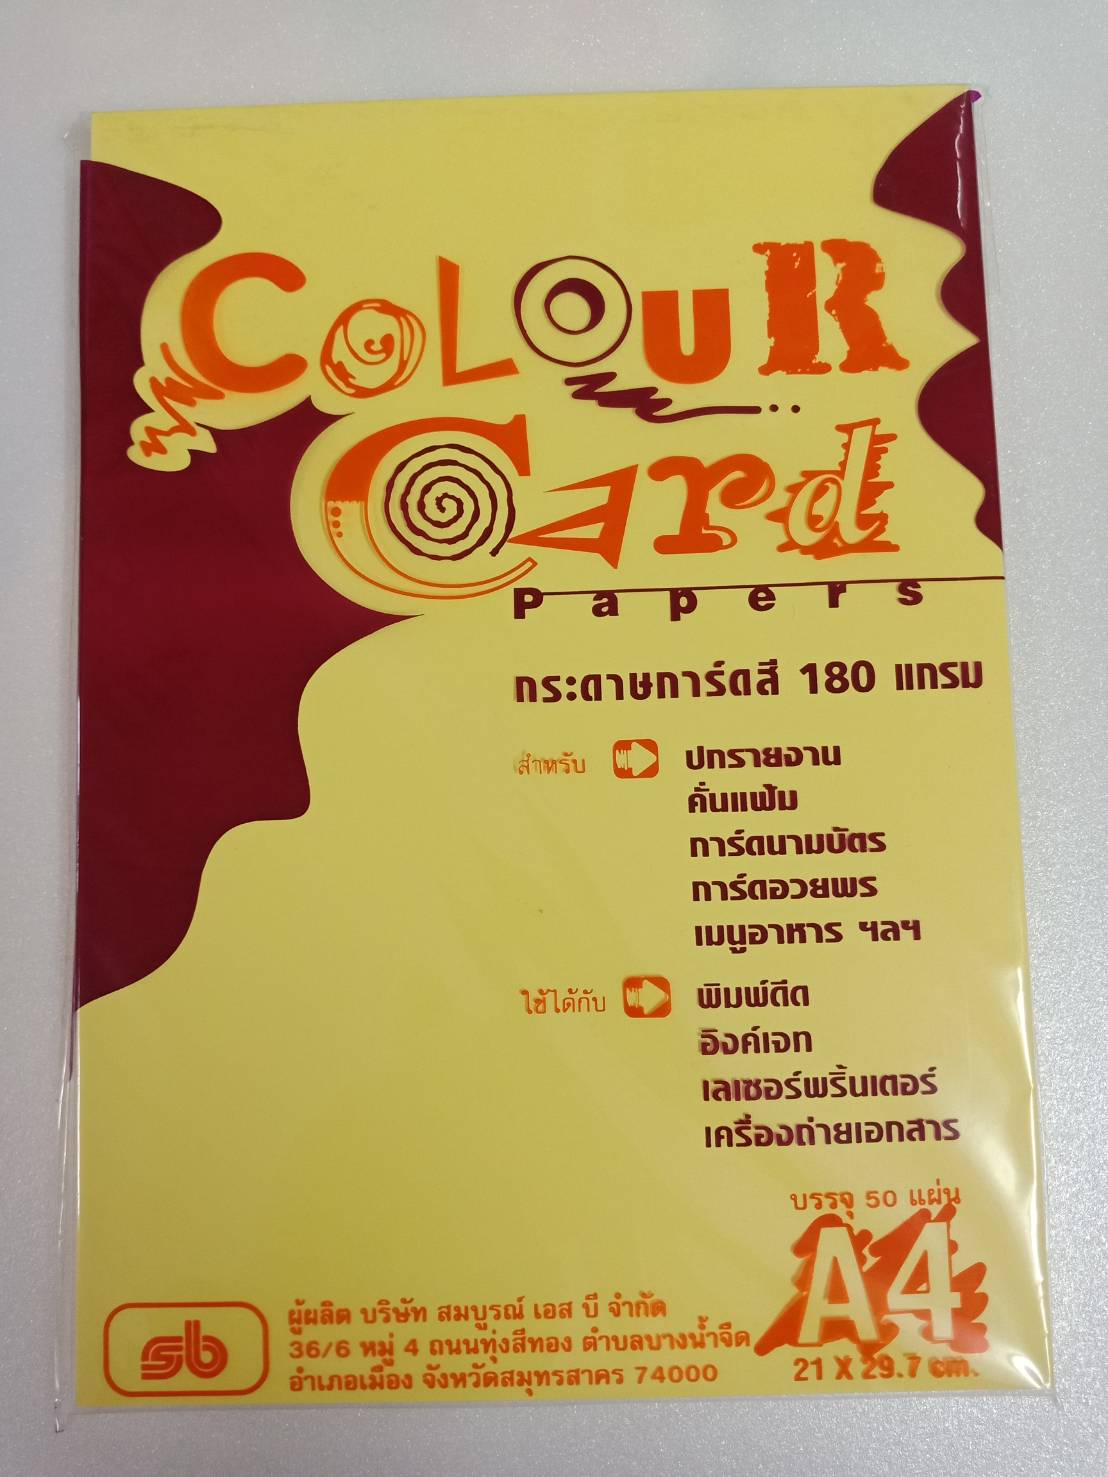 COLOUR
Card
Papers
กระดาษการ์ดสี 180 แกรม
สำหรับ
ปกรายงาน
คั่นแฟ้ม
การ์ดนามบัตร
การ์ดอวยพร
เมนูอาหาร ฯลฯ
ใช้ได้กับ
พิมพ์ดีด
อิงค์เจท
เลเซอร์พริ้นเตอร์
เครื่องถ่ายเอกสาร
บรรจุ 50 แผ่น
A4
21 X 29.7 cm.
sb
ผู้ผลิต บริษัท สมบูรณ์ เอส บี จำกัด
36/6 หมู่ 4 ถนนทุ่งสีทอง ตำบลบางน้ำจืด
อำเภอเมือง จังหวัดสมุทรสาคร 74000